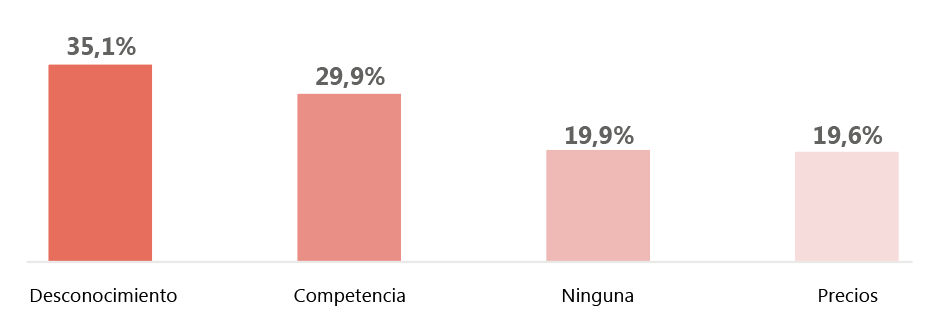 35,1%
29,9%
19,9%
19,6%
Desconocimiento
Competencia
Ninguna
Precios